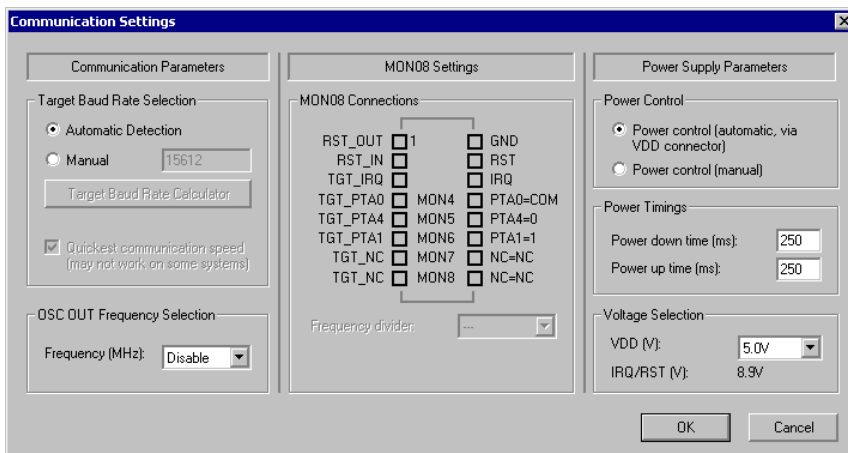 Communication Settings
Communication Parameters
Target Baud Rate Selection
Automatic Detection
Manual 15612
Target Baud Rate Calculator
Quickest communication speed
(may not work on some systems)
OSC OUT Frequency Selection
Frequency (MHz): Disable
MON08 Settings
MON08 Connections
RST_OUT 1 GND
RST_IN RST
TGT_IRQ IRQ
TGT_PTA0 MON4 PTA0=COM
TGT_PTA4 MON5 PTA4=0
TGT_PTA1 MON6 PTA1=1
TGT_NC MON7 NC=NC
TGT_NC MON8 NC=NC
Frequency divider: ---
Power Supply Parameters
Power Control
Power control (automatic, via
VDD connector)
Power control (manual)
Power Timings
Power down time (ms): 250
Power up time (ms): 250
Voltage Selection
VDD (V): 5.0V
IRQ/RST (V): 8.9V
OK Cancel